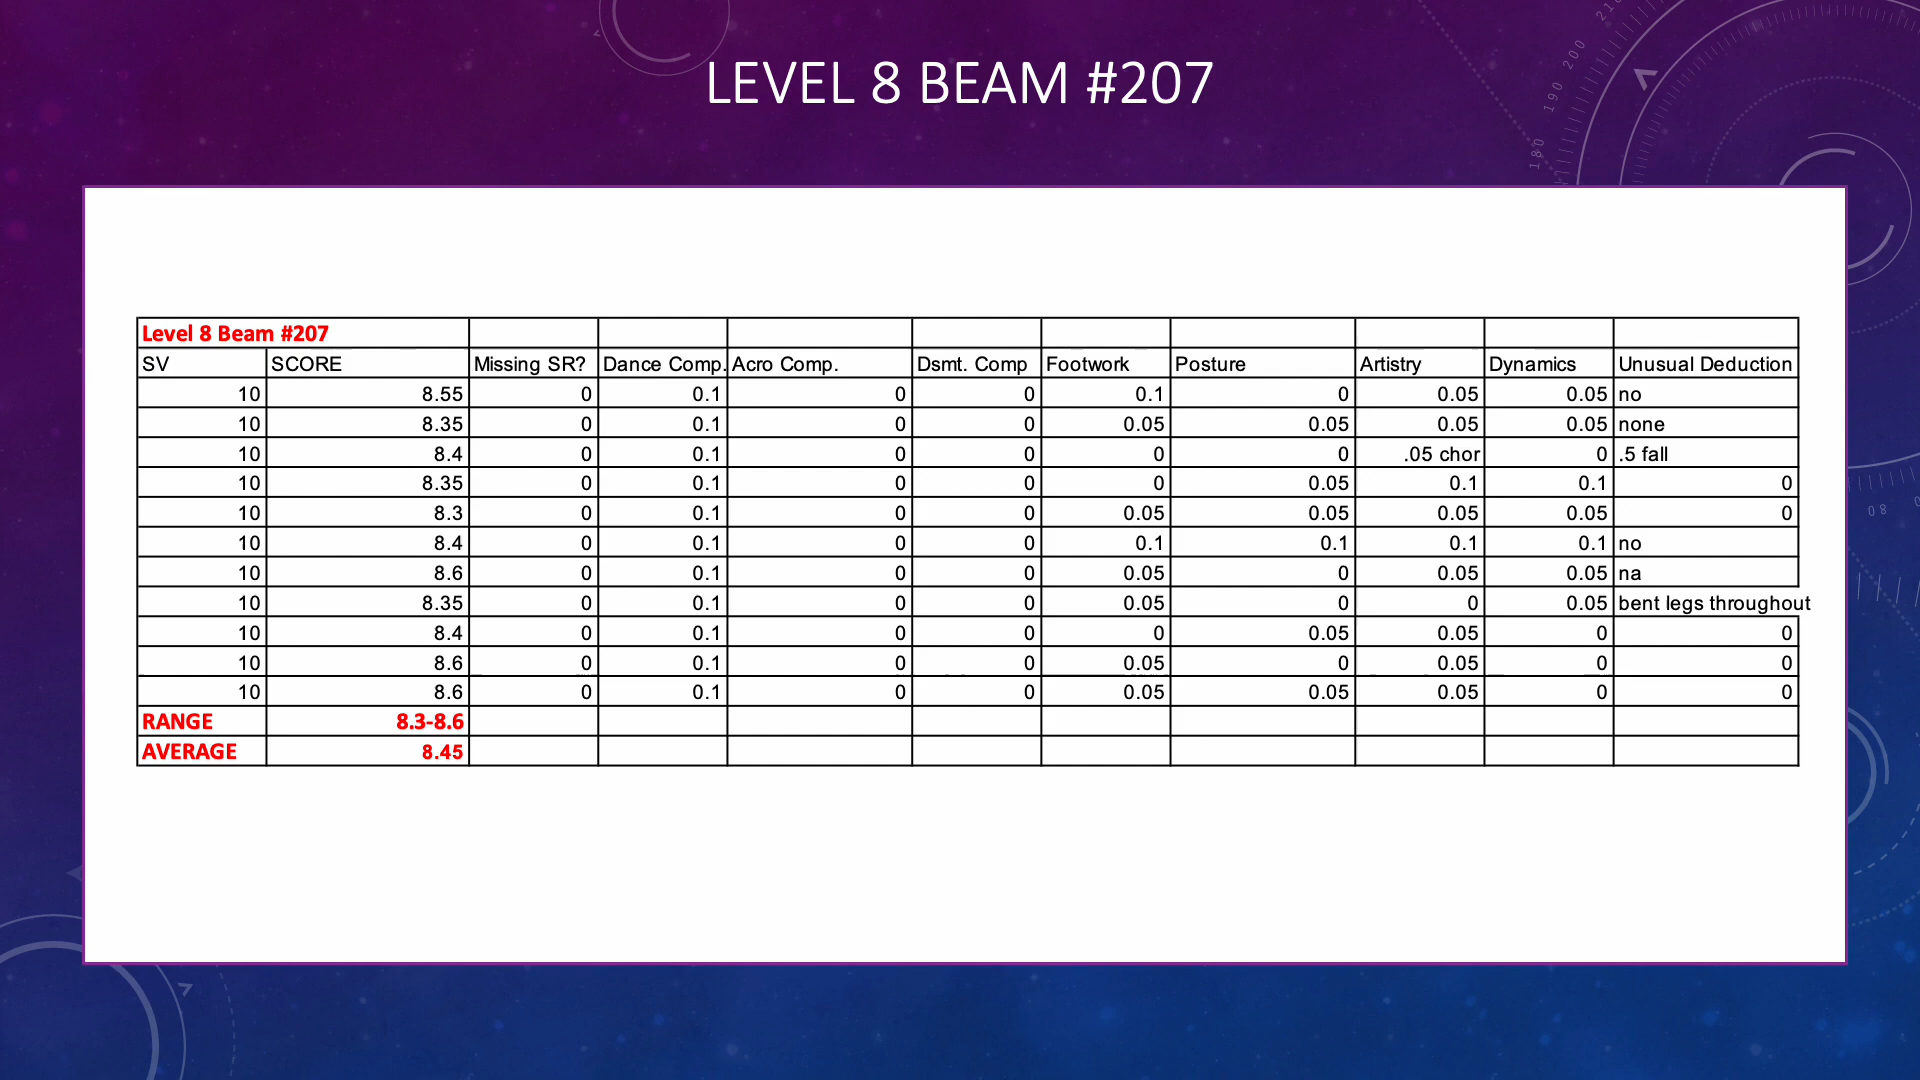 LEVEL 8 BEAM #207
210
200
190
180
80
Level 8 Beam #207
SV SCORE Missing SR? Dance Comp. Acro Comp. Dsmt. Comp Footwork Posture Artistry Dynamics Unusual Deduction
10 8.55 0 0.1 0 0 0.1 0 0.05 0.05 no
10 8.35 0 0.1 0 0 0.05 0.05 0.05 0.05 none
10 8.4 0 0.1 0 0 0 0 .05 chor 0 .5 fall
10 8.35 0 0.1 0 0 0 0.05 0.1 0.1 0
10 8.3 0 0.1 0 0 0.05 0.05 0.05 0.05 0
10 8.4 0 0.1 0 0 0.1 0.1 0.1 0.1 no
10 8.6 0 0.1 0 0 0.05 0 0.05 0.05 na
10 8.35 0 0.1 0 0 0.05 0 0 0.05 bent legs throughout
10 8.4 0 0.1 0 0 0 0.05 0.05 0 0
10 8.6 0 0.1 0 0 0.05 0 0.05 0 0
10 8.6 0 0.1 0 0 0.05 0.05 0.05 0 0
RANGE 8.3-8.6
AVERAGE 8.45